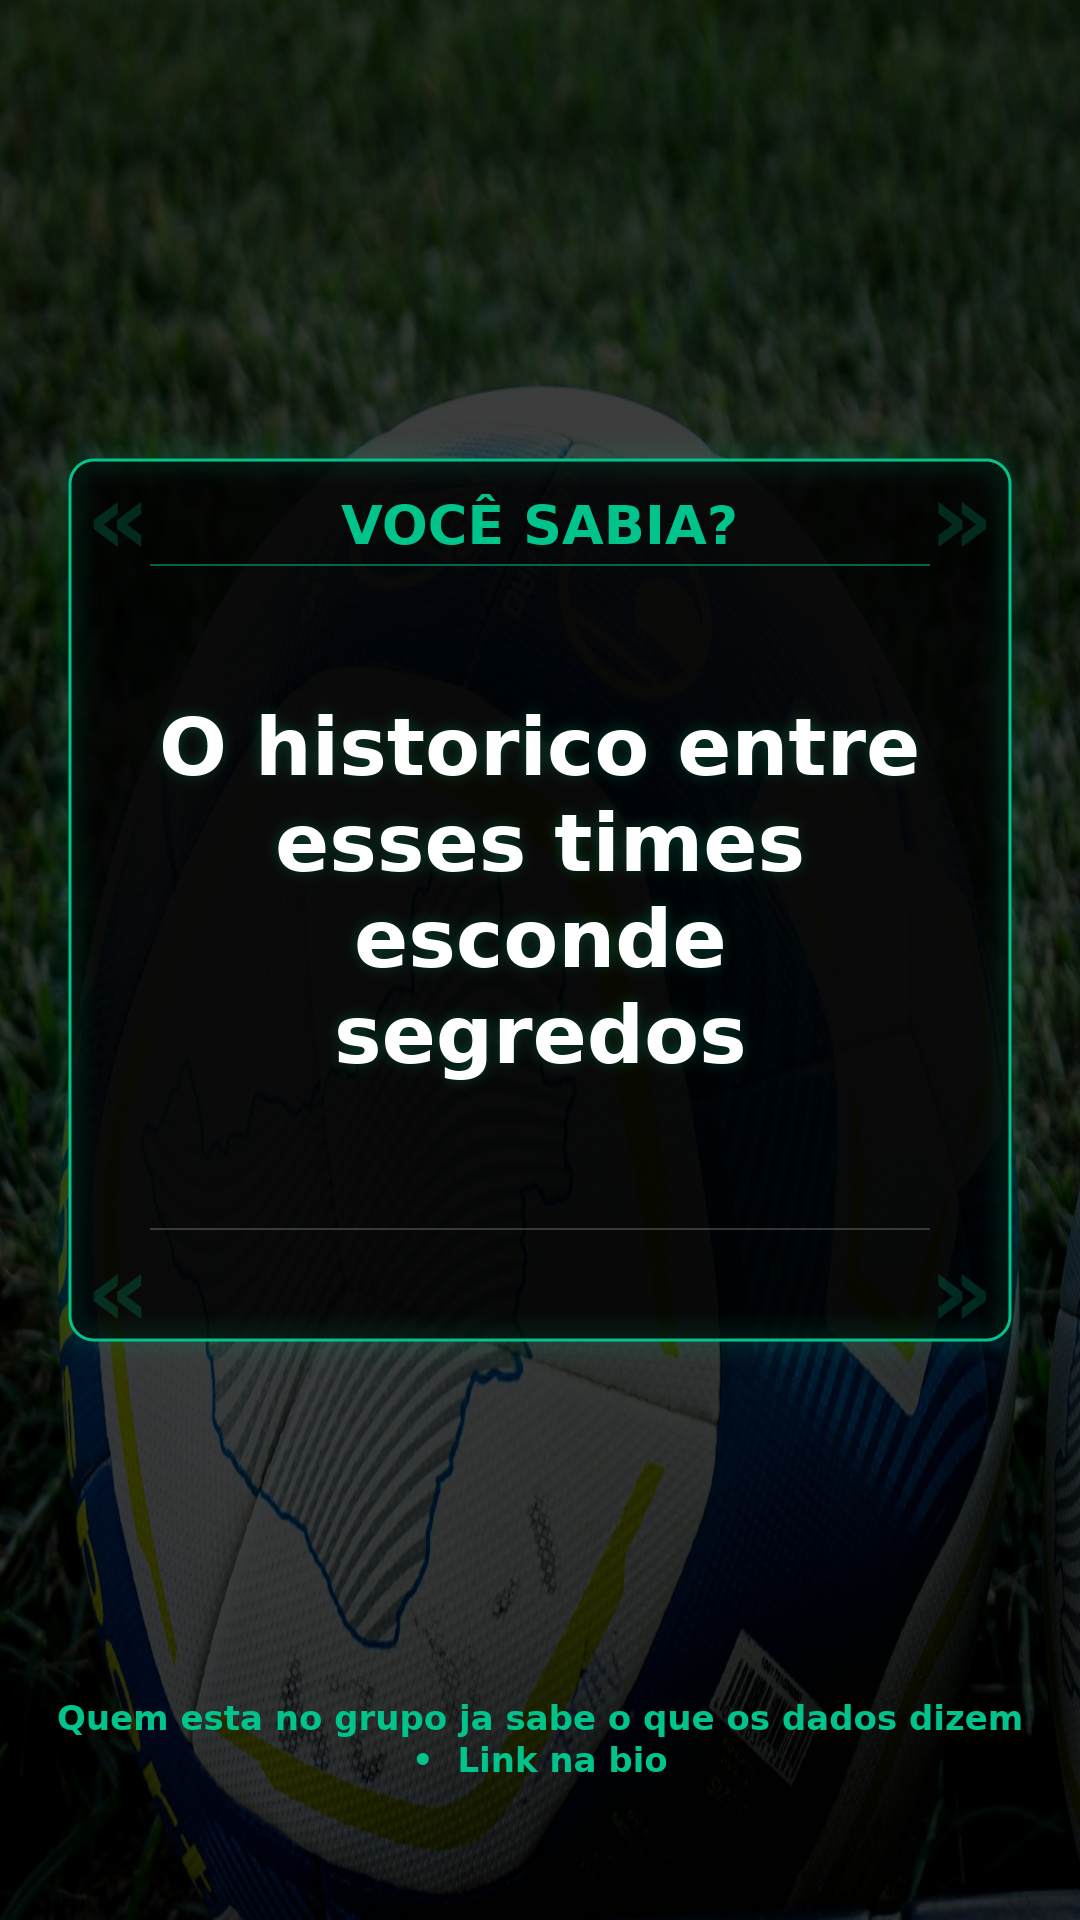 « VOCÊ SABIA? »
O historico entre
esses times
esconde
segredos
« »
Quem esta no grupo ja sabe o que os dados dizem
• Link na bio